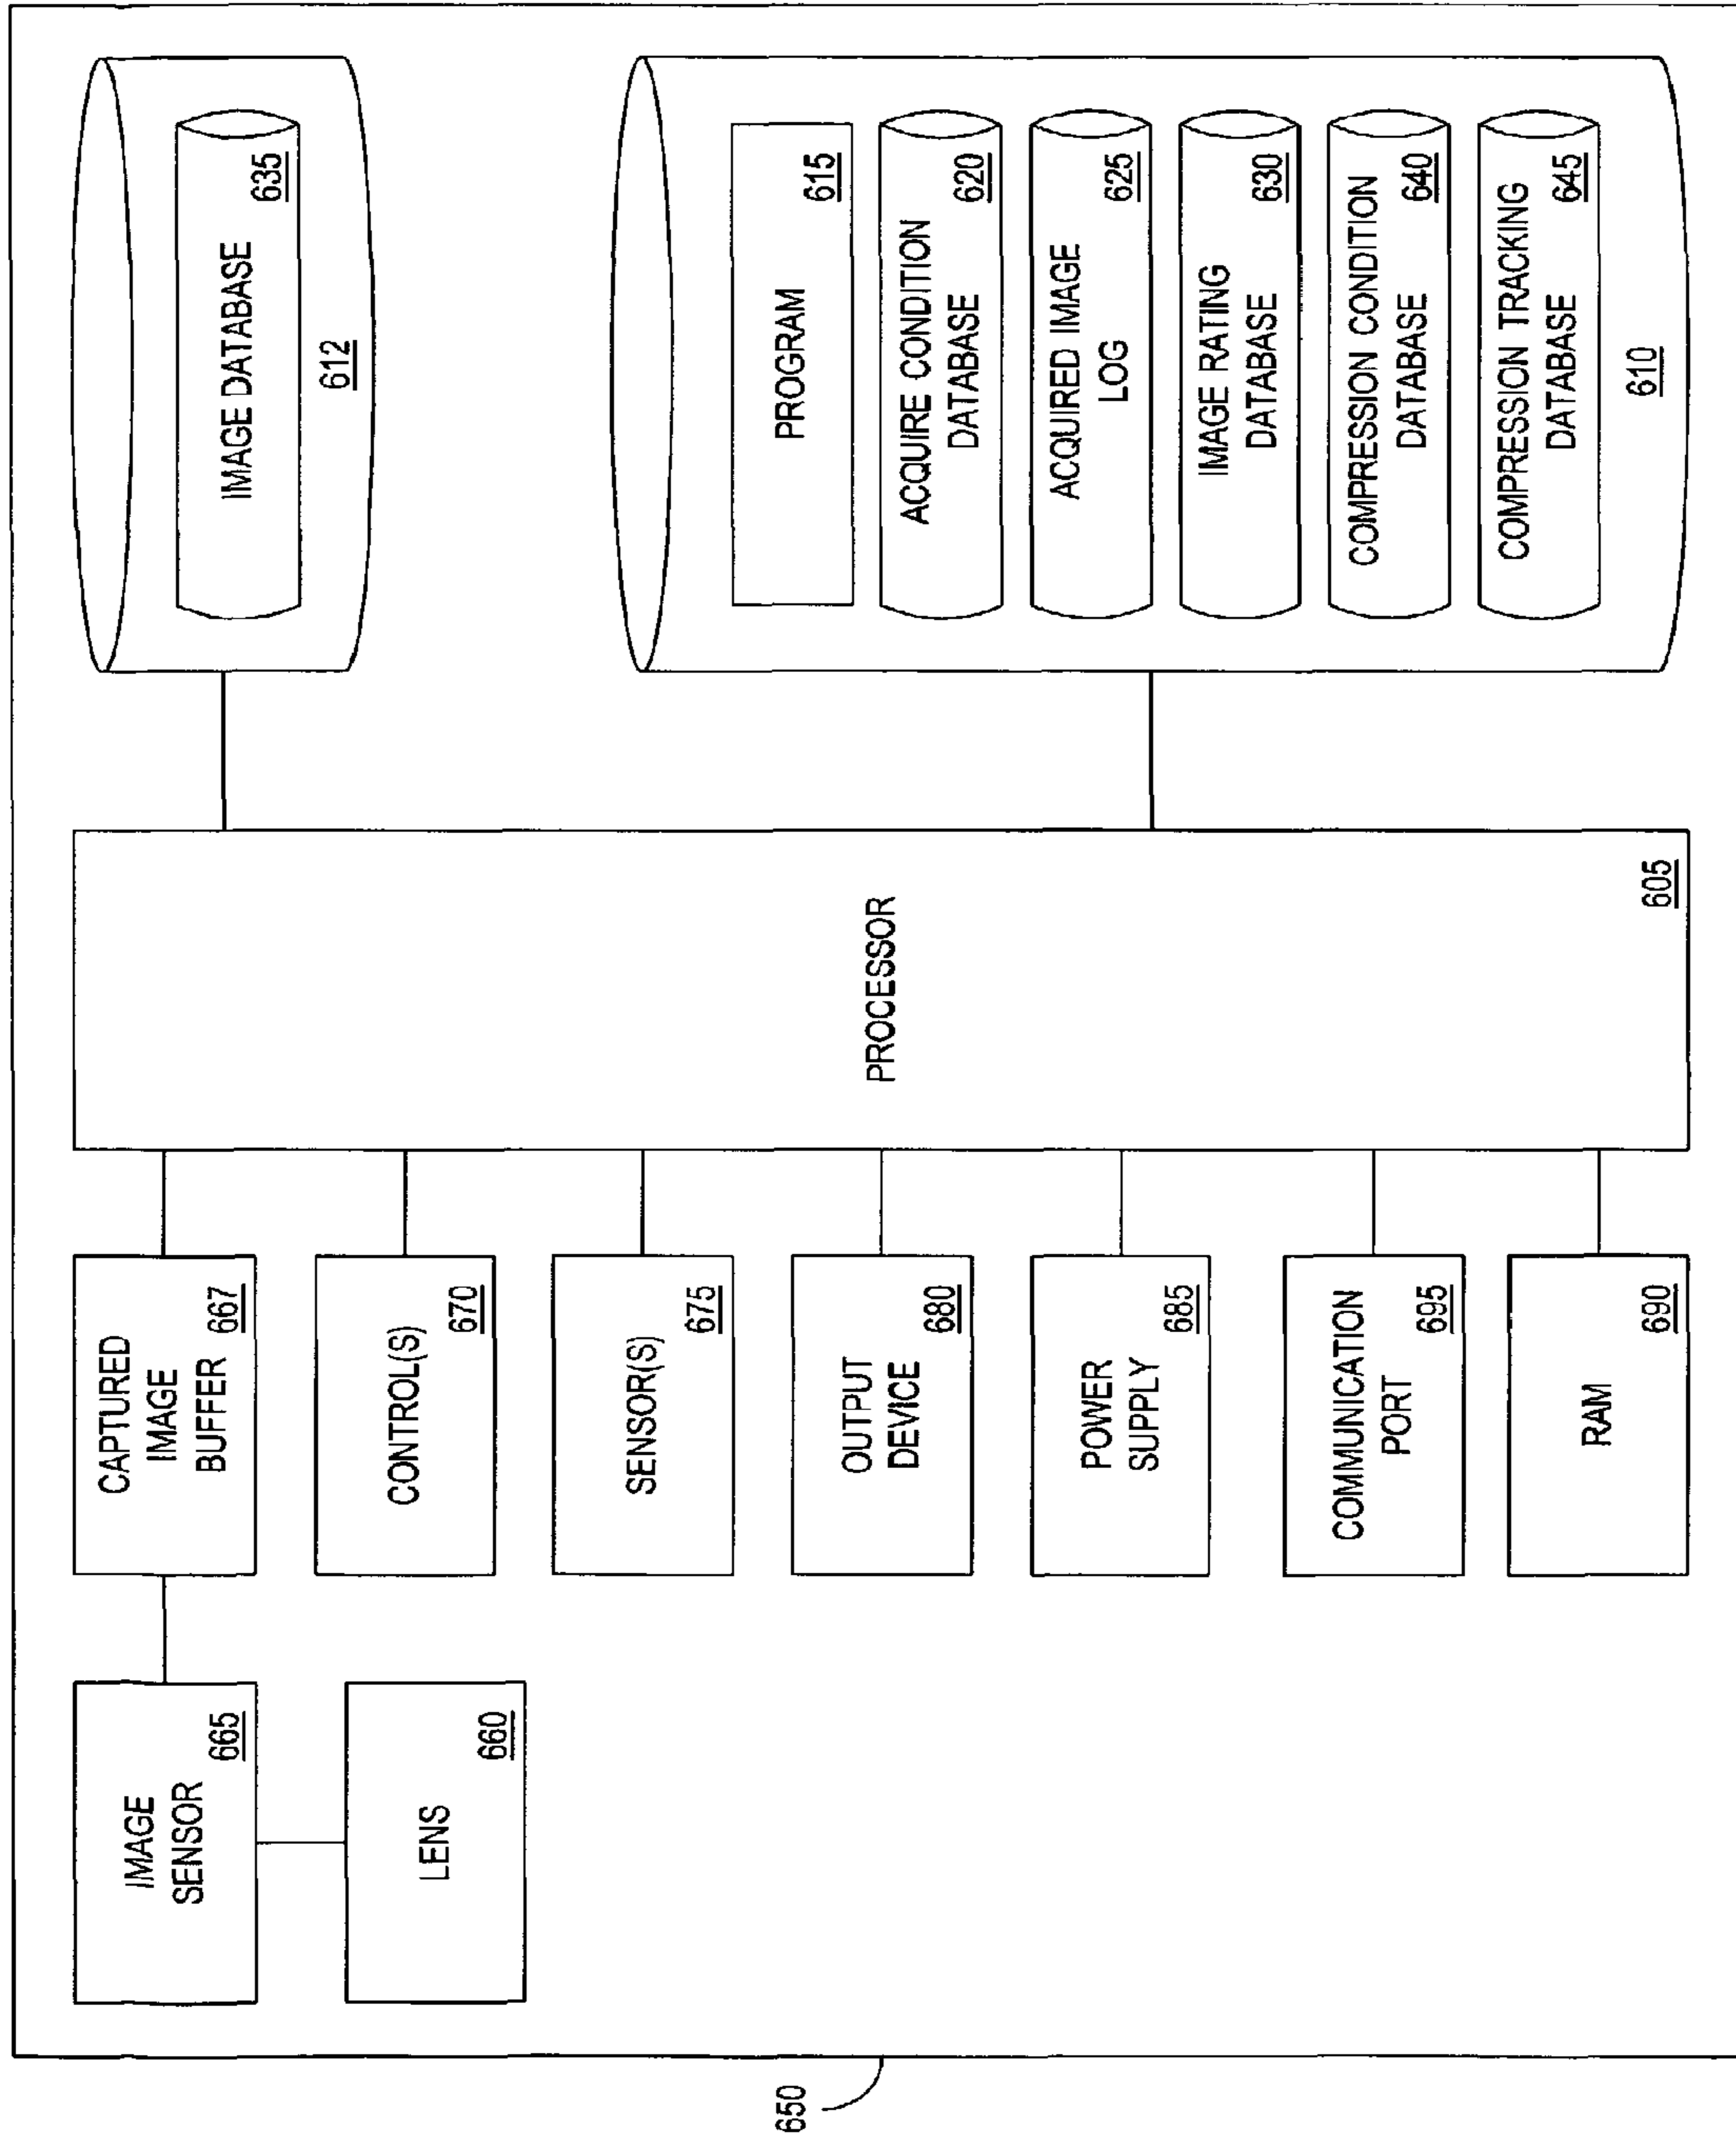 650
IMAGE
SENSOR
665
LENS
660
CAPTURED
IMAGE
BUFFER
667
CONTROL(S)
670
SENSOR(S)
675
OUTPUT
DEVICE
680
POWER
SUPPLY
685
COMMUNICATION
PORT
695
RAM
690
PROCESSOR
605
IMAGE DATABASE
635
612
PROGRAM
615
ACQUIRE CONDITION
DATABASE
620
ACQUIRED IMAGE
LOG
625
IMAGE RATING
DATABASE
630
COMPRESSION CONDITION
DATABASE
640
COMPRESSION TRACKING
DATABASE
645
610